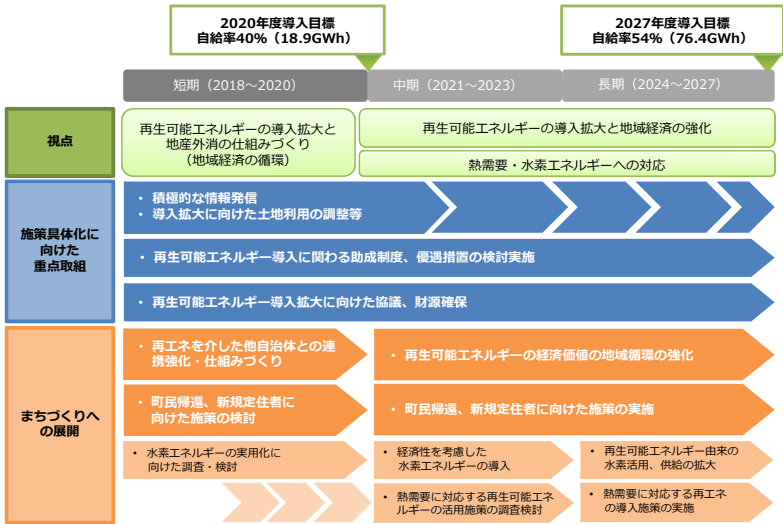 2020年度導入目標
自給率40%（18.9GWh）
2027年度導入目標
自給率54%（76.4GWh）
短期（2018～2020）
中期（2021～2023）
長期（2024～2027）
視点
再生可能エネルギーの導入拡大と
地産外消の仕組みづくり
（地域経済の循環）
再生可能エネルギーの導入拡大と地域経済の強化
熱需要・水素エネルギーへの対応
施策具体化に
向けた
重点取組
・ 積極的な情報発信
・ 導入拡大に向けた土地利用の調整等
・ 再生可能エネルギー導入に関わる助成制度、優遇措置の検討実施
・ 再生可能エネルギー導入拡大に向けた協議、財源確保
まちづくりへ
の展開
・ 再エネを介した他自治体との連
携強化・仕組みづくり
・ 再生可能エネルギーの経済価値の地域循環の強化
・ 町民帰還、新規定住者に
向けた施策の検討
・ 町民帰還、新規定住者に向けた施策の実施
・ 水素エネルギーの実用化に
向けた調査・検討
・ 経済性を考慮した
水素エネルギーの導入
・ 再生可能エネルギー由来の
水素活用、供給の拡大
・ 熱需要に対応する再生可能エネ
ルギーの活用施策の調査検討
・ 熱需要に対応する再エネ
の導入施策の実施